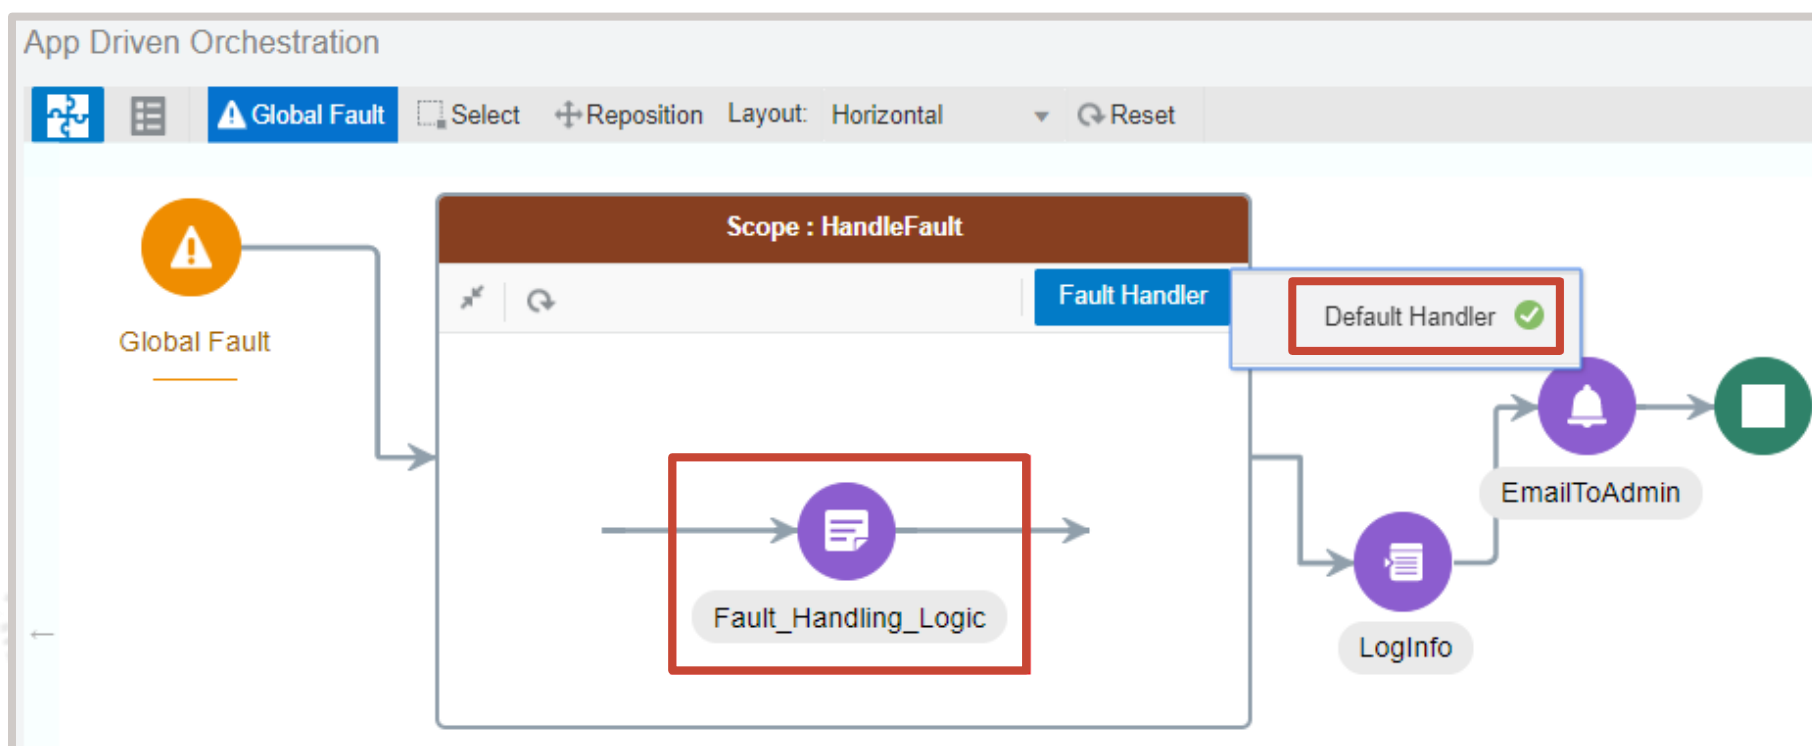 App Driven Orchestration
Global Fault Select Reposition Layout: Horizontal Reset
Scope : HandleFault
Fault Handler
Default Handler
Global Fault
EmailToAdmin
Fault_Handling_Logic
LogInfo